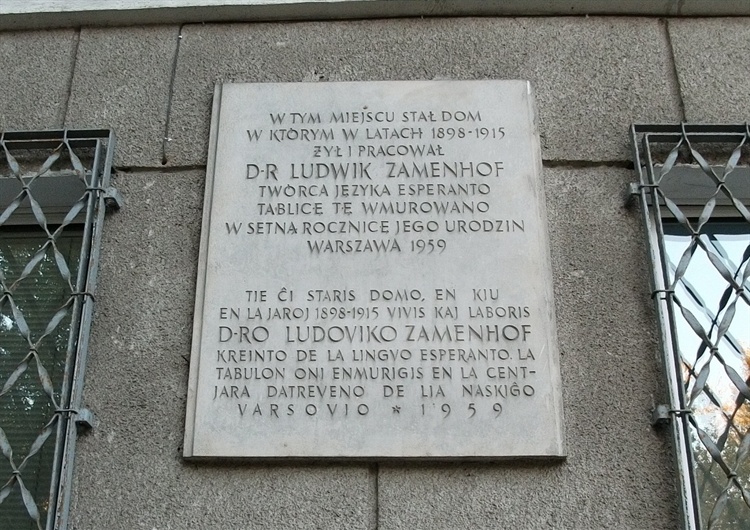 W TYM MIEJSCU STAŁ DOM
W KTÓRYM W LATACH 1898-1915
ŻYŁ I PRACOWAŁ
D-R LUDWIK ZAMENHOF
TWÓRCA JĘZYKA ESPERANTO
TABLICĘ TĘ WMUROWANO
W SETNĄ ROCZNICĘ JEGO URODZIN
WARSZAWA 1959
TIE ĈI STARIS DOMO, EN KIU
EN LA JAROJ 1898-1915 VIVIS KAJ LABORIS
D-RO LUDOVIKO ZAMENHOF
KREINTO DE LA LINGVO ESPERANTO. LA
TABULON ONI ENMURIGIS EN LA CENT-
JARA DATREVENO DE LIA NASKIĜO
VARSOVIO * 1959